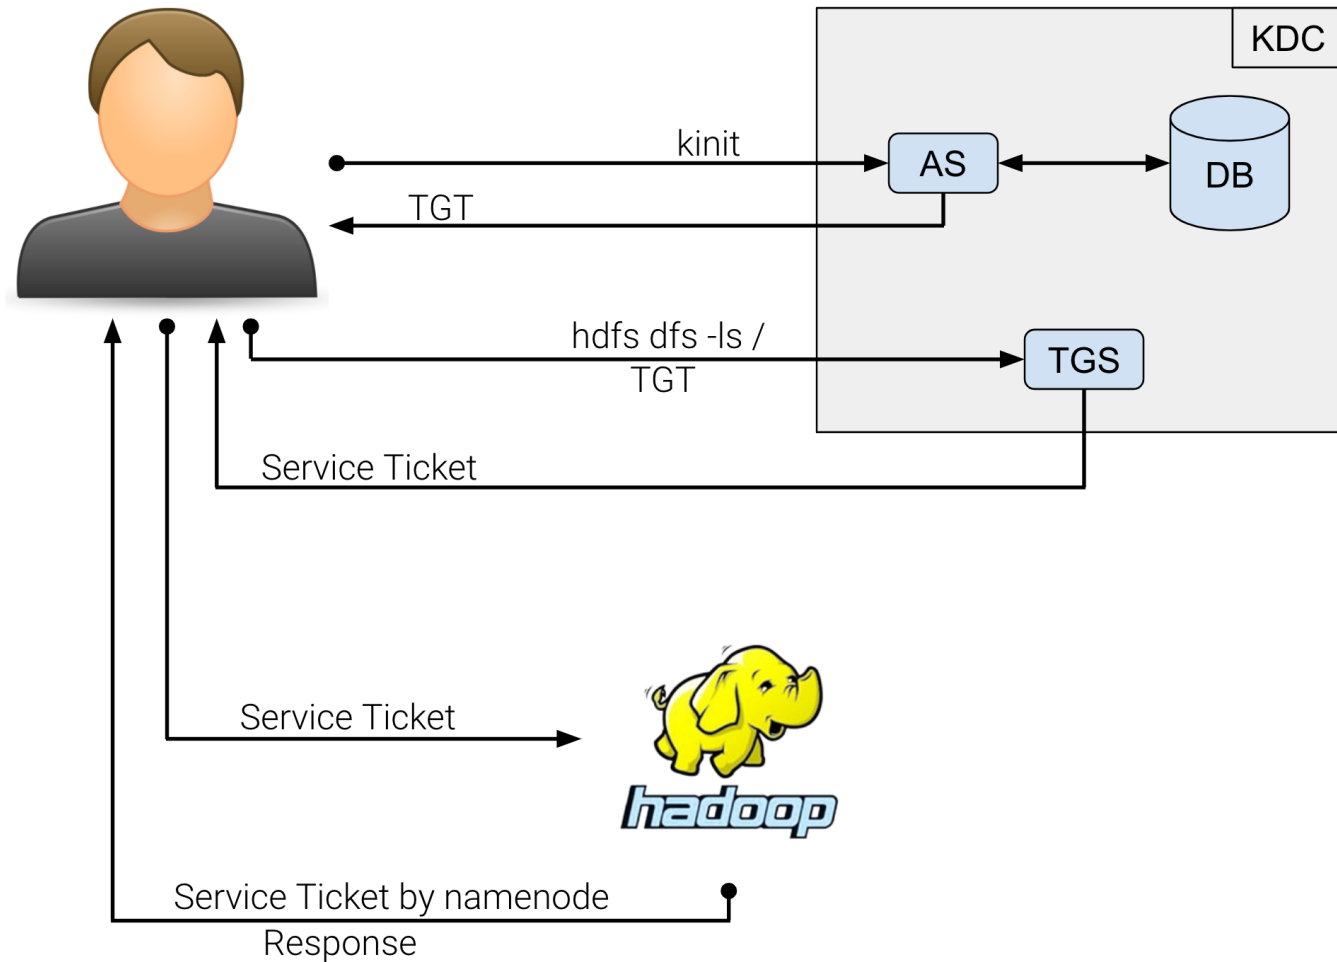 KDC
kinit
AS
DB
TGT
hdfs dfs -ls /
TGT
TGS
Service Ticket
Service Ticket
hadoop
Service Ticket by namenode
Response